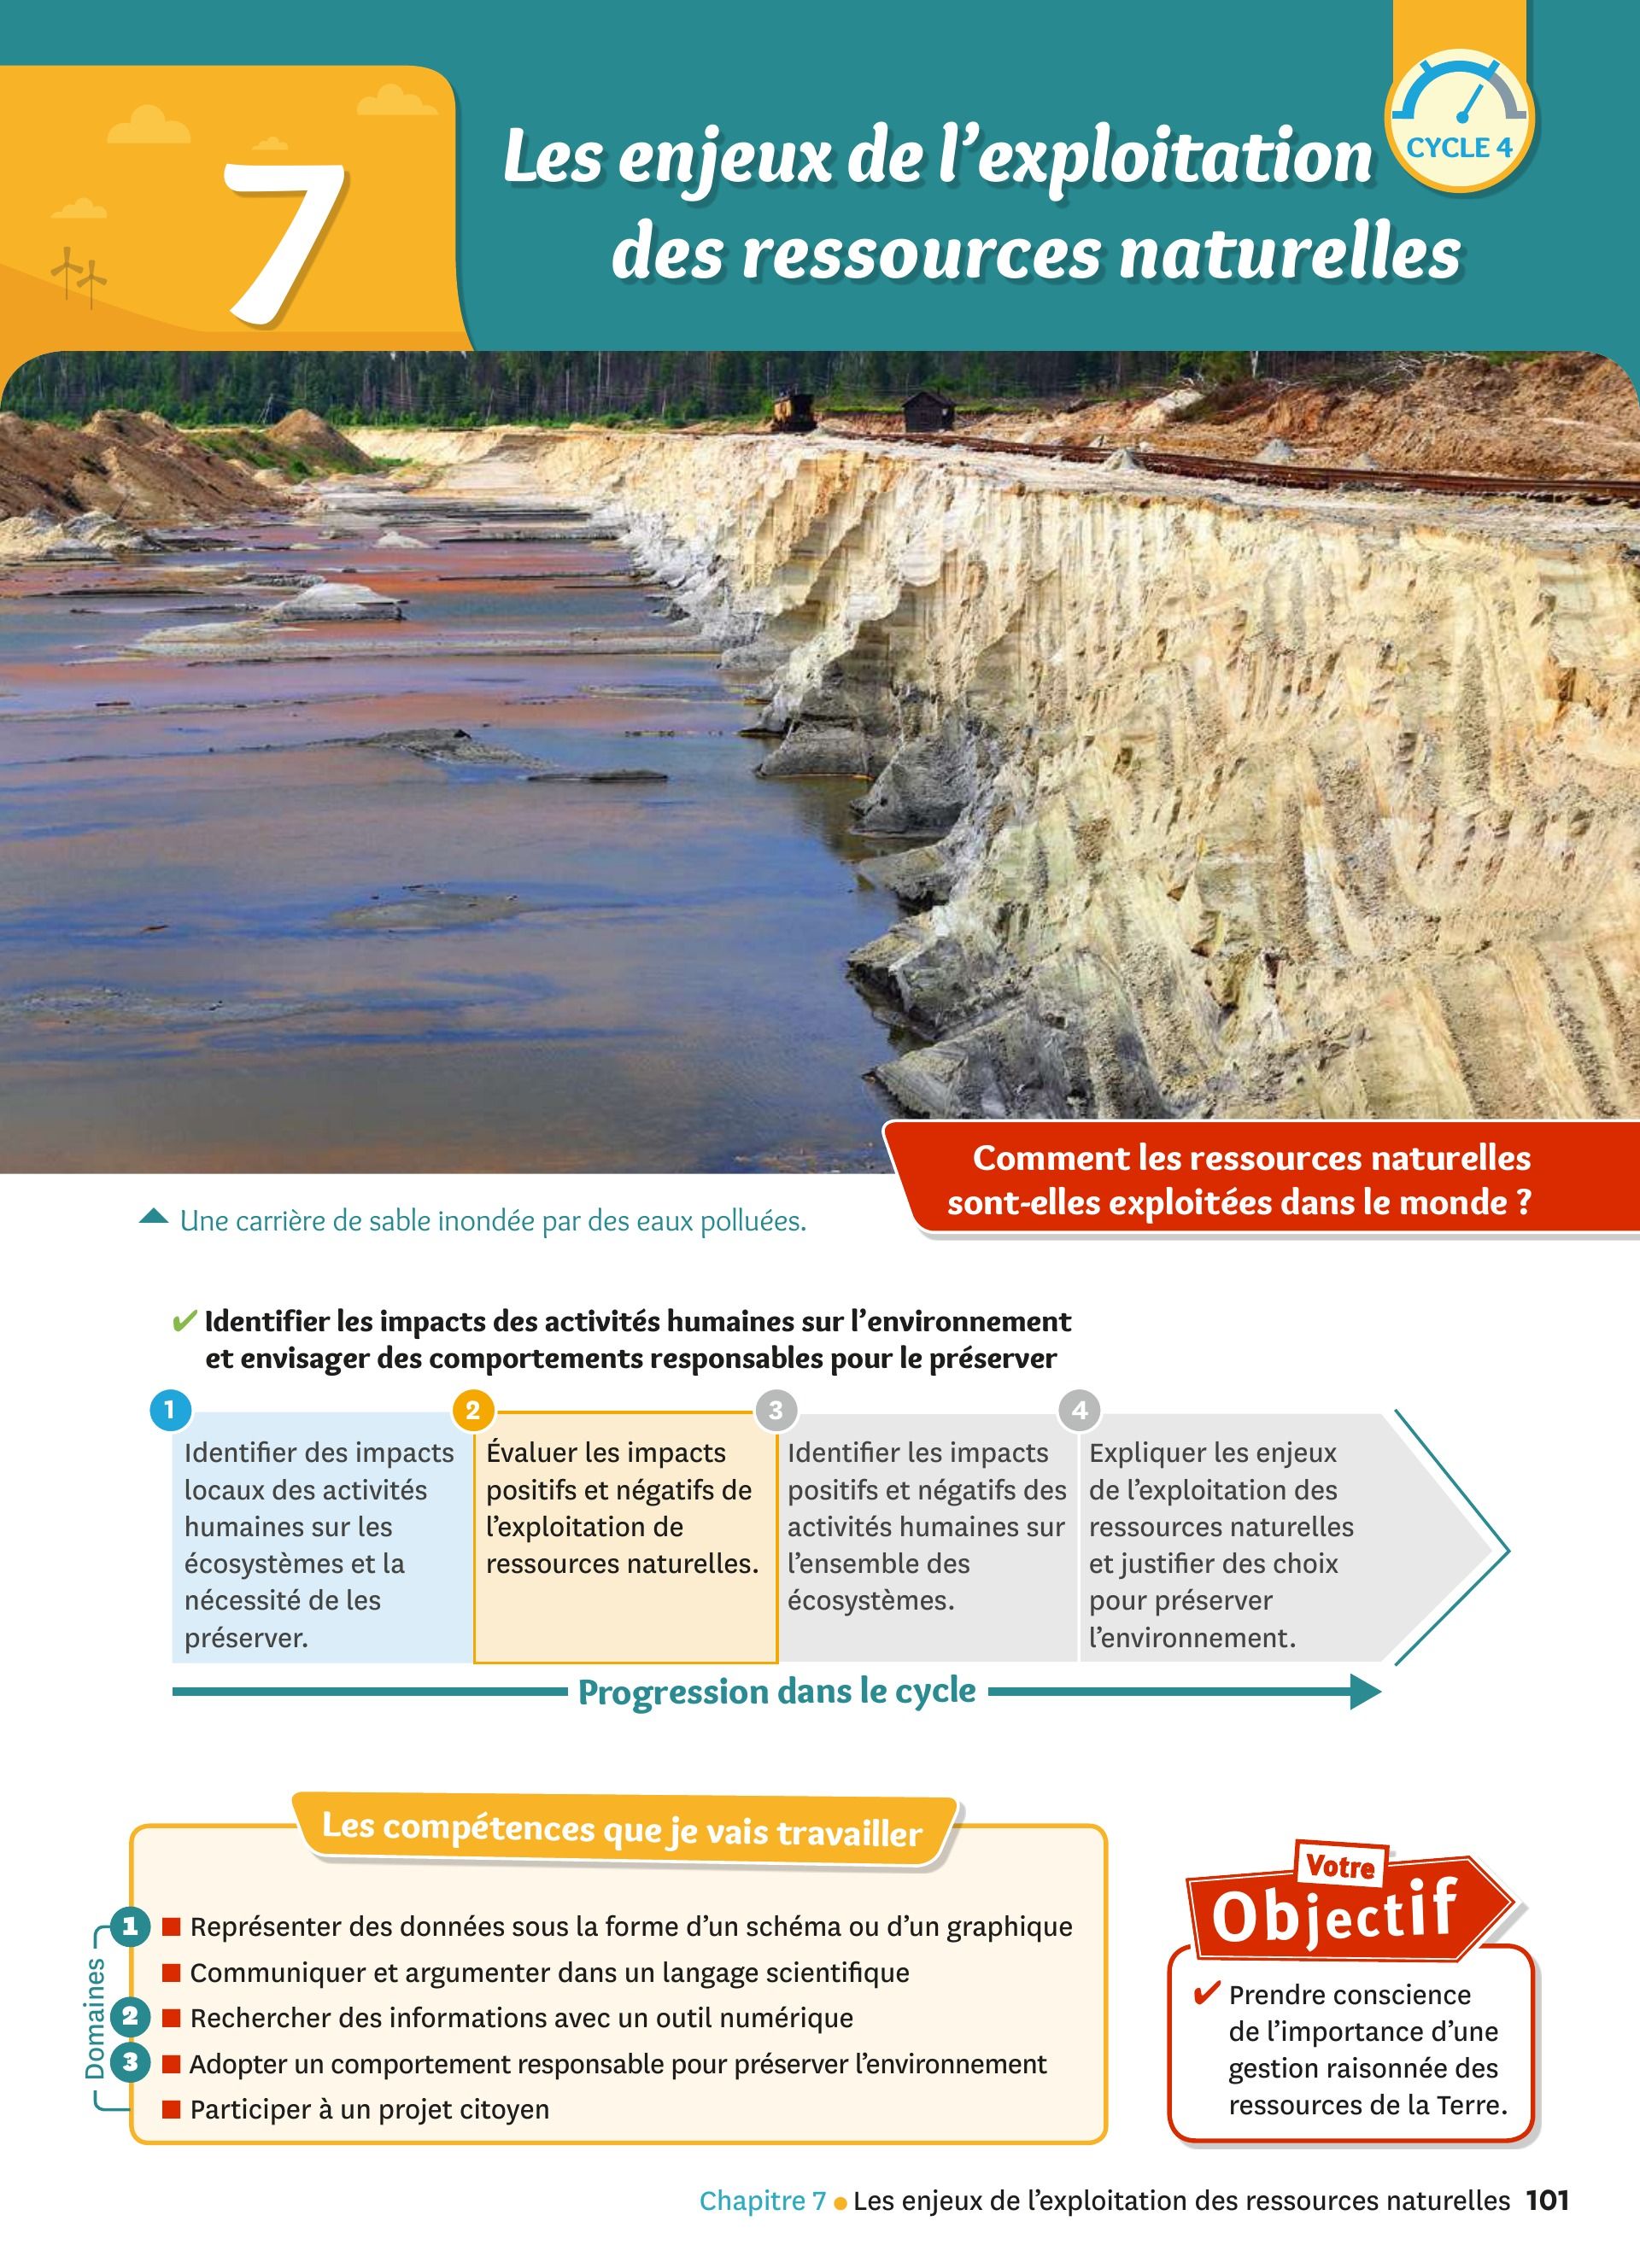 7
Les enjeux de l'exploitation
des ressources naturelles
CYCLE 4
Comment les ressources naturelles
sont-elles exploitées dans le monde ?
Une carrière de sable inondée par des eaux polluées.
✔ Identifier les impacts des activités humaines sur l'environnement
et envisager des comportements responsables pour le préserver
1
Identifier des impacts
locaux des activités
humaines sur les
écosystèmes et la
nécessité de les
préserver.
2
Évaluer les impacts
positifs et négatifs de
l'exploitation de
ressources naturelles.
3
Identifier les impacts
positifs et négatifs des
activités humaines sur
l'ensemble des
écosystèmes.
4
Expliquer les enjeux
de l'exploitation des
ressources naturelles
et justifier des choix
pour préserver
l'environnement.
Progression dans le cycle
Les compétences que je vais travailler
Domaines
1 ■ Représenter des données sous la forme d'un schéma ou d'un graphique
■ Communiquer et argumenter dans un langage scientifique
2 ■ Rechercher des informations avec un outil numérique
3 ■ Adopter un comportement responsable pour préserver l'environnement
■ Participer à un projet citoyen
Votre
Objectif
✔ Prendre conscience
de l'importance d'une
gestion raisonnée des
ressources de la Terre.
Chapitre 7 ● Les enjeux de l'exploitation des ressources naturelles 101